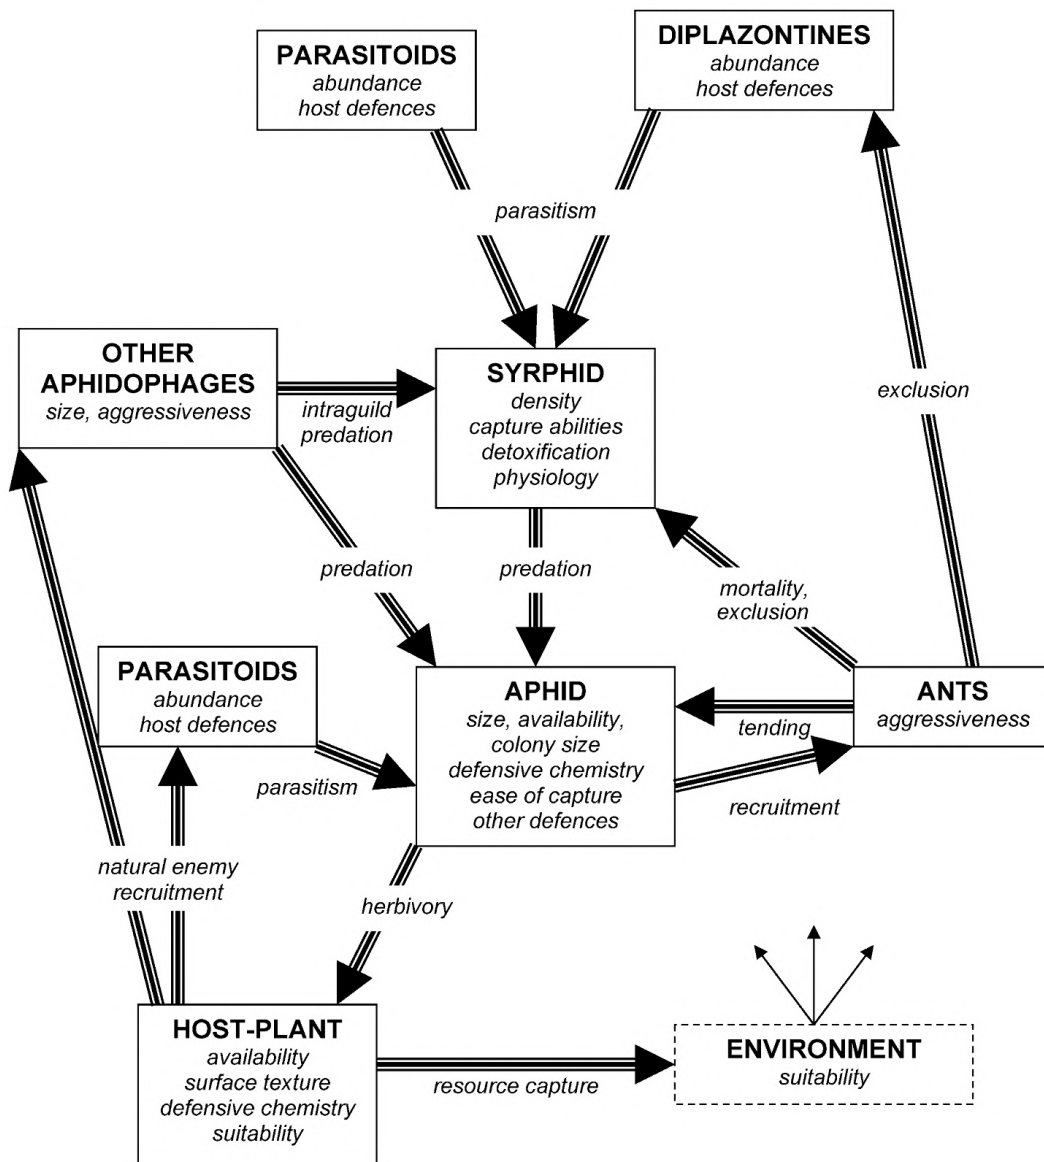 PARASITOIDS
abundance
host defences
DIPLAZONTINES
abundance
host defences
parasitism
OTHER
APHIDOPHAGES
size, aggressiveness
intraguild
predation
SYRPHID
density
capture abilities
detoxification
physiology
exclusion
predation
predation
mortality,
exclusion
PARASITOIDS
abundance
host defences
parasitism
APHID
size, availability,
colony size
defensive chemistry
ease of capture
other defences
tending
ANTS
aggressiveness
recruitment
natural enemy
recruitment
herbivory
HOST-PLANT
availability
surface texture
defensive chemistry
suitability
resource capture
ENVIRONMENT
suitability